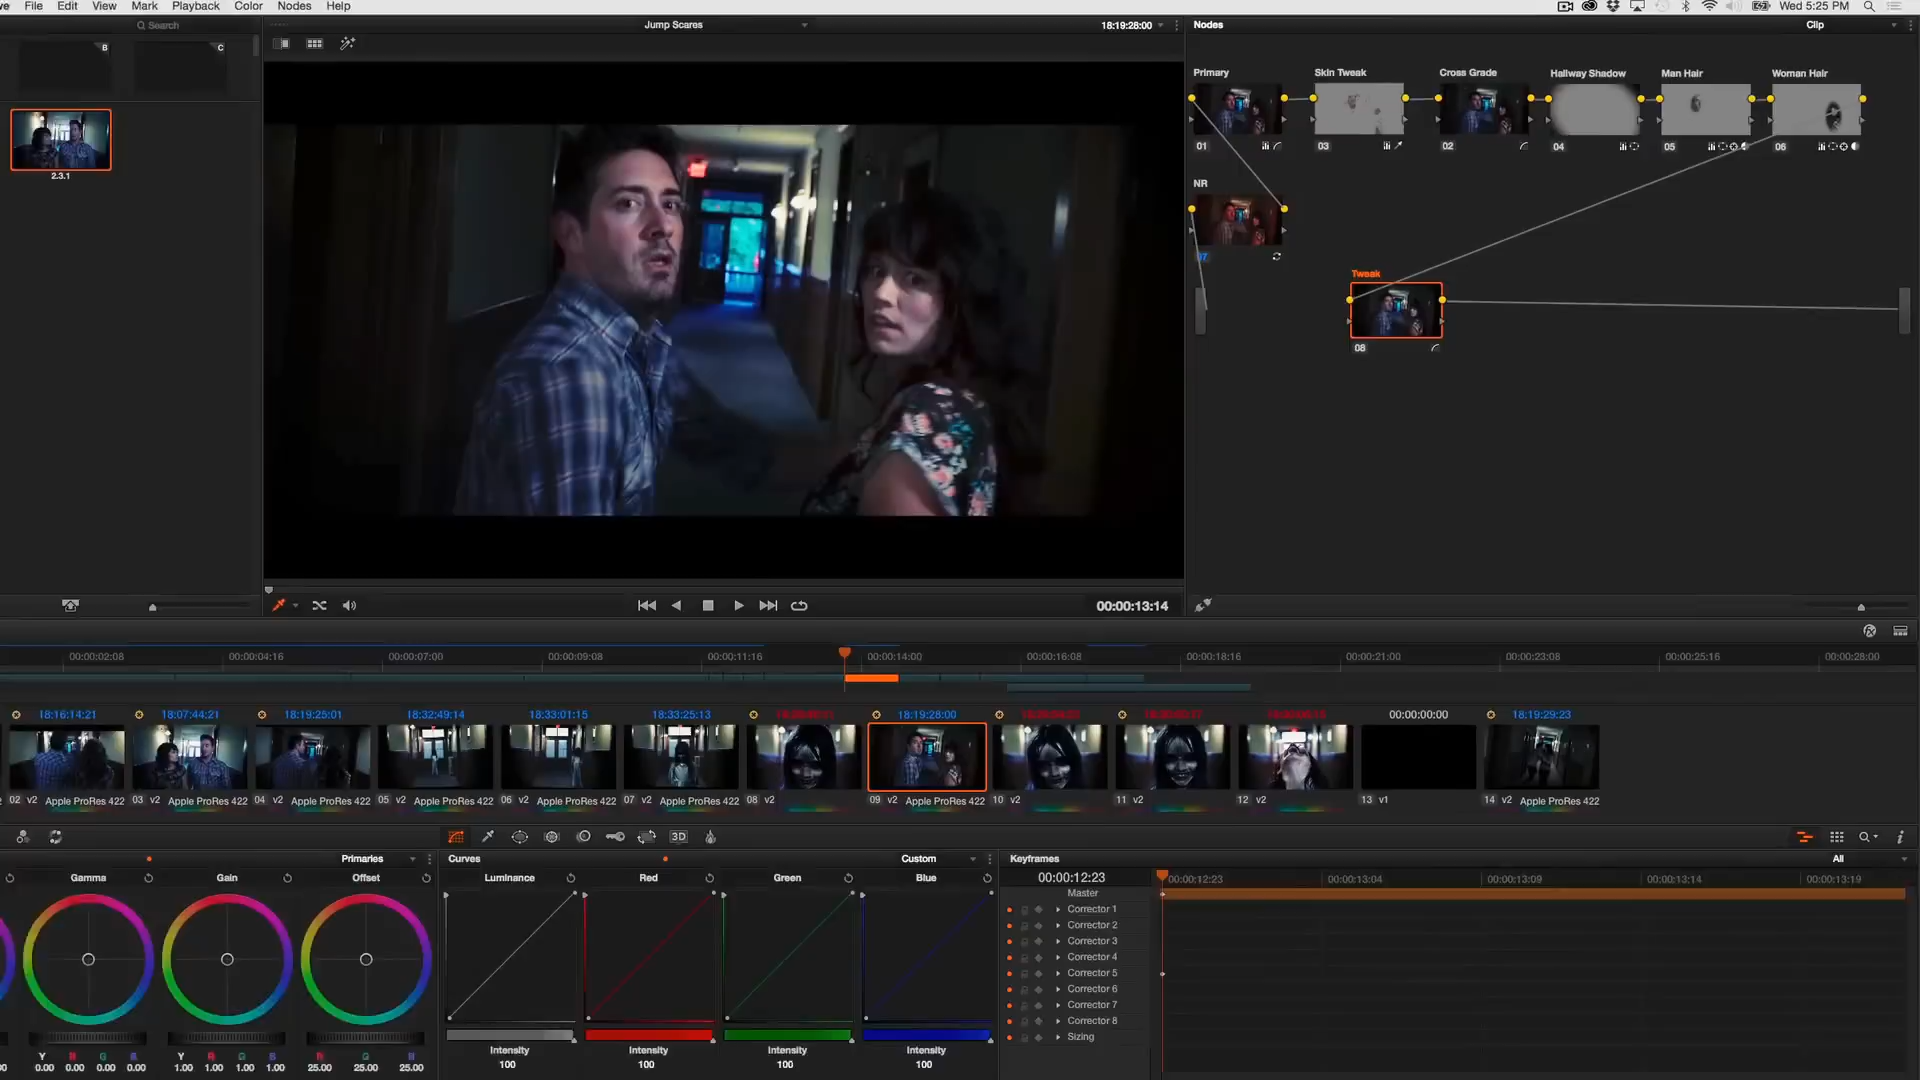 ve File Edit View Mark Playback Color Nodes Help Wed 5:25 PM
Search Jump Scares 18:19:28:00 Nodes Clip
B C
Primary Skin Tweak Cross Grade Hallway Shadow Man Hair Woman Hair
01 03 02 04 05 06
2.3.1
NR
07
Tweak
08
00:00:13:14
00:00:02:08 00:00:04:16 00:00:07:00 00:00:09:08 00:00:11:16 00:00:14:00 00:00:16:08 00:00:18:16 00:00:21:00 00:00:23:08 00:00:25:16 00:00:28:00
18:16:14:21 18:07:44:21 18:19:25:01 18:32:49:14 18:33:01:15 18:33:25:13 18:19:28:00 00:00:00:00 18:19:29:23
02 v2 Apple ProRes 422 03 v2 Apple ProRes 422 04 v2 Apple ProRes 422 05 v2 Apple ProRes 422 06 v2 Apple ProRes 422 07 v2 Apple ProRes 422 08 v2 09 v2 Apple ProRes 422 10 v2 11 v2 12 v2 13 v1 14 v2 Apple ProRes 422
3D
Primaries Curves Custom Keyframes All
Gamma Gain Offset Luminance Red Green Blue 00:00:12:23 00:00:12:23 00:00:13:04 00:00:13:09 00:00:13:14 00:00:13:19
Master
Corrector 1
Corrector 2
Corrector 3
Corrector 4
Corrector 5
Corrector 6
Corrector 7
Corrector 8
Sizing
Intensity Intensity Intensity Intensity
100 100 100 100
Y R G B Y R G B R G B
00 0.00 0.00 0.00 0.00 1.00 1.00 1.00 1.00 25.00 25.00 25.00